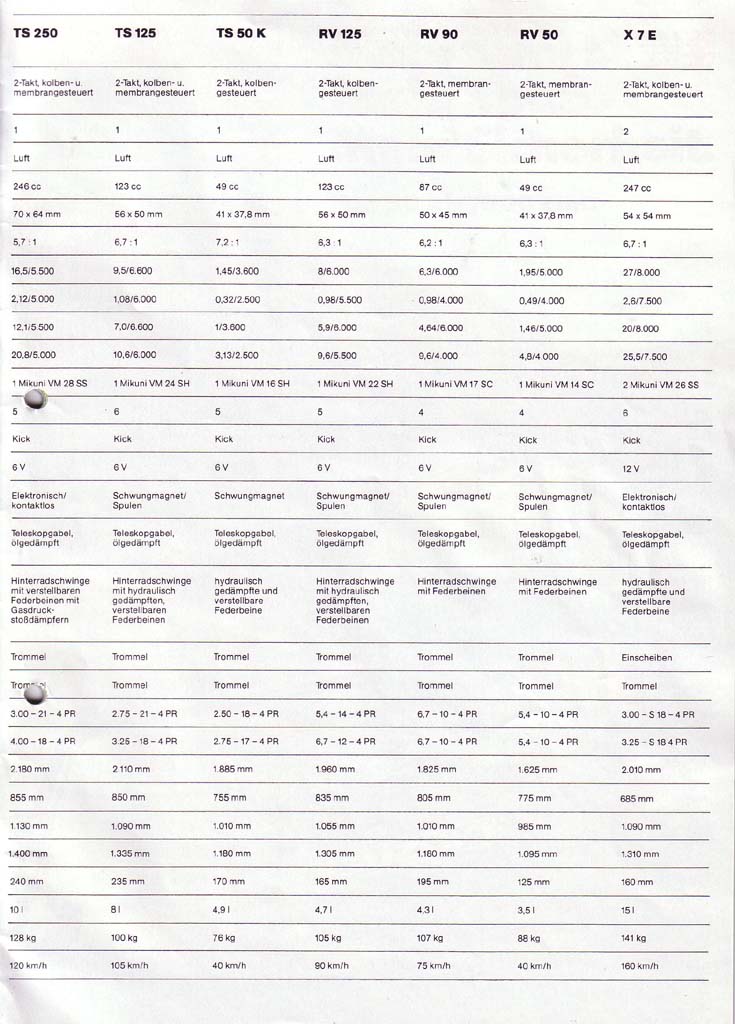 TS 250 TS 125 TS 50 K RV 125 RV 90 RV 50 X 7 E
2-Takt, kolben- u. 2-Takt, kolben- u. 2-Takt, kolben- 2-Takt, kolben- 2-Takt, membran- 2-Takt, membran- 2-Takt, kolben- u.
membrangesteuert membrangesteuert gesteuert gesteuert gesteuert gesteuert membrangesteuert
1 1 1 1 1 1 2
Luft Luft Luft Luft Luft Luft Luft
246 cc 123 cc 49 cc 123 cc 87 cc 49 cc 247 cc
70 x 64 mm 56 x 50 mm 41 x 37,8 mm 56 x 50 mm 50 x 45 mm 41 x 37,8 mm 54 x 54 mm
5,7 : 1 6,7 : 1 7,2 : 1 6,3 : 1 6,2 : 1 6,3 : 1 6,7 : 1
16,5/5.500 9,5/6.600 1,45/3.600 8/6.000 6,3/6.000 1,95/5.000 27/8.000
2,12/5.000 1,08/6.000 0,32/2.500 0,98/5.500 0,98/4.000 0,49/4.000 2,6/7.500
12,1/5.500 7,0/6.600 1/3.600 5,9/6.000 4,64/6.000 1,46/5.000 20/8.000
20,8/5.000 10,6/6.000 3,13/2.500 9,6/5.500 9,6/4.000 4,8/4.000 25,5/7.500
1 Mikuni VM 28 SS 1 Mikuni VM 24 SH 1 Mikuni VM 16 SH 1 Mikuni VM 22 SH 1 Mikuni VM 17 SC 1 Mikuni VM 14 SC 2 Mikuni VM 26 SS
5 6 5 5 4 4 6
Kick Kick Kick Kick Kick Kick Kick
6 V 6 V 6 V 6 V 6 V 6 V 12 V
Elektronisch/ Schwungmagnet/ Schwungmagnet Schwungmagnet/ Schwungmagnet/ Schwungmagnet/ Elektronisch/
kontaktlos Spulen Spulen Spulen Spulen kontaktlos
Teleskopgabel, Teleskopgabel, Teleskopgabel, Teleskopgabel, Teleskopgabel, Teleskopgabel, Teleskopgabel,
ölgedämpft ölgedämpft ölgedämpft ölgedämpft ölgedämpft ölgedämpft ölgedämpft
Hinterradschwinge Hinterradschwinge hydraulisch Hinterradschwinge Hinterradschwinge Hinterradschwinge hydraulisch
mit verstellbaren mit hydraulisch gedämpfte und mit hydraulisch mit Federbeinen mit Federbeinen gedämpfte und
Federbeinen mit gedämpften, verstellbare gedämpften, verstellbare
Gasdruck- verstellbaren Federbeine verstellbaren Federbeine
stoßdämpfern Federbeinen Federbeinen
Trommel Trommel Trommel Trommel Trommel Trommel Einscheiben
Trommel Trommel Trommel Trommel Trommel Trommel Trommel
3.00 – 21 – 4 PR 2.75 – 21 – 4 PR 2.50 – 18 – 4 PR 5,4 – 14 – 4 PR 6,7 – 10 – 4 PR 5,4 – 10 – 4 PR 3.00 – S 18 – 4 PR
4.00 – 18 – 4 PR 3.25 – 18 – 4 PR 2.75 – 17 – 4 PR 6,7 – 12 – 4 PR 6,7 – 10 – 4 PR 5,4 – 10 – 4 PR 3.25 – S 18 4 PR
2.180 mm 2.110 mm 1.885 mm 1.960 mm 1.825 mm 1.625 mm 2.010 mm
855 mm 850 mm 755 mm 835 mm 805 mm 775 mm 685 mm
1.130 mm 1.090 mm 1.010 mm 1.055 mm 1.010 mm 985 mm 1.090 mm
1.400 mm 1.335 mm 1.180 mm 1.305 mm 1.180 mm 1.095 mm 1.310 mm
240 mm 235 mm 170 mm 165 mm 195 mm 125 mm 160 mm
10 l 8 l 4,9 l 4,7 l 4,3 l 3,5 l 15 l
128 kg 100 kg 76 kg 105 kg 107 kg 88 kg 141 kg
120 km/h 105 km/h 40 km/h 90 km/h 75 km/h 40 km/h 160 km/h